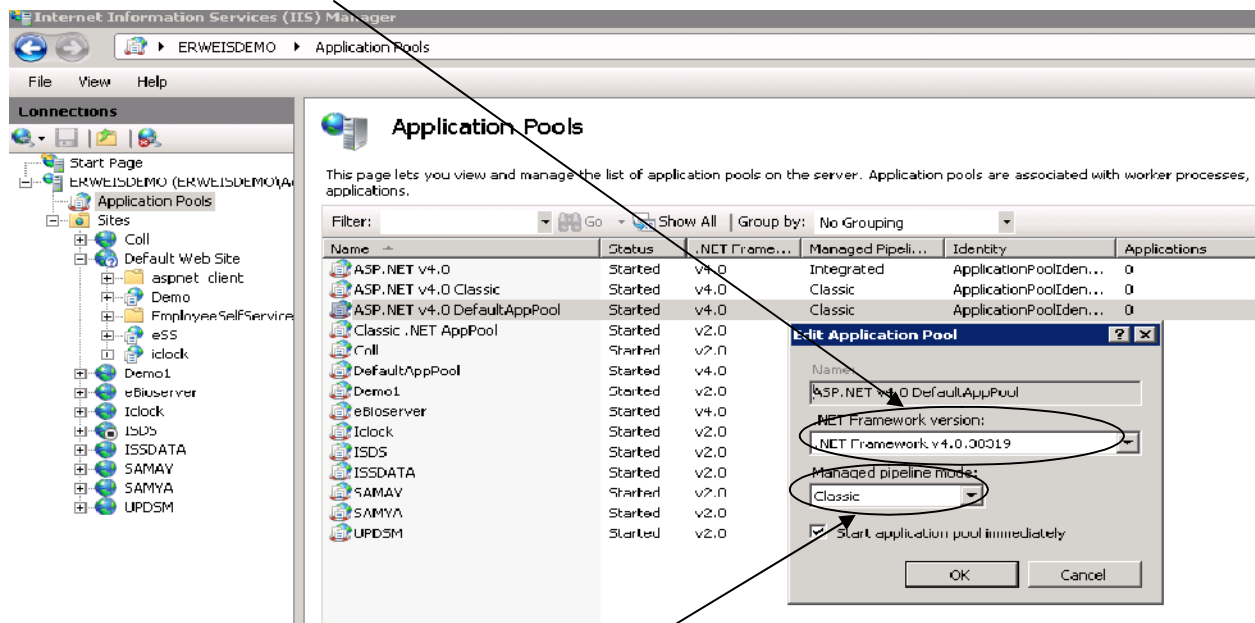 Internet Information Services (IIS) Manager
ERWEISDEMO
Application Pools
File View Help
Connections
Start Page
ERWEISDEMO (ERWEISDEMO\A
Application Pools
Sites
Coll
Default Web Site
aspnet_client
Demo
EmployeeSelfService
eSS
iclock
Demo1
eBioserver
Iclock
ISDS
ISSDATA
SAMAY
SAMYA
UPDSM
Application Pools
This page lets you view and manage the list of application pools on the server. Application pools are associated with worker processes,
applications.
Filter: Go Show All Group by: No Grouping
Name Status .NET Frame... Managed Pipeli... Identity Applications
ASP.NET v4.0 Started v4.0 Integrated ApplicationPoolIden... 0
ASP.NET v4.0 Classic Started v4.0 Classic ApplicationPoolIden... 0
ASP.NET v4.0 DefaultAppPool Started v4.0 Classic ApplicationPoolIden... 0
Classic .NET AppPool Started v2.0
Coll Started v2.0
DefaultAppPool Started v4.0
Demo1 Started v2.0
eBioserver Started v4.0
Iclock Started v2.0
ISDS Started v2.0
ISSDATA Started v2.0
SAMAY Started v2.0
SAMYA Started v2.0
UPDSM Started v2.0
Edit Application Pool
Name:
ASP.NET v4.0 DefaultAppPool
.NET Framework version:
.NET Framework v4.0.30319
Managed pipeline mode:
Classic
Start application pool immediately
OK Cancel